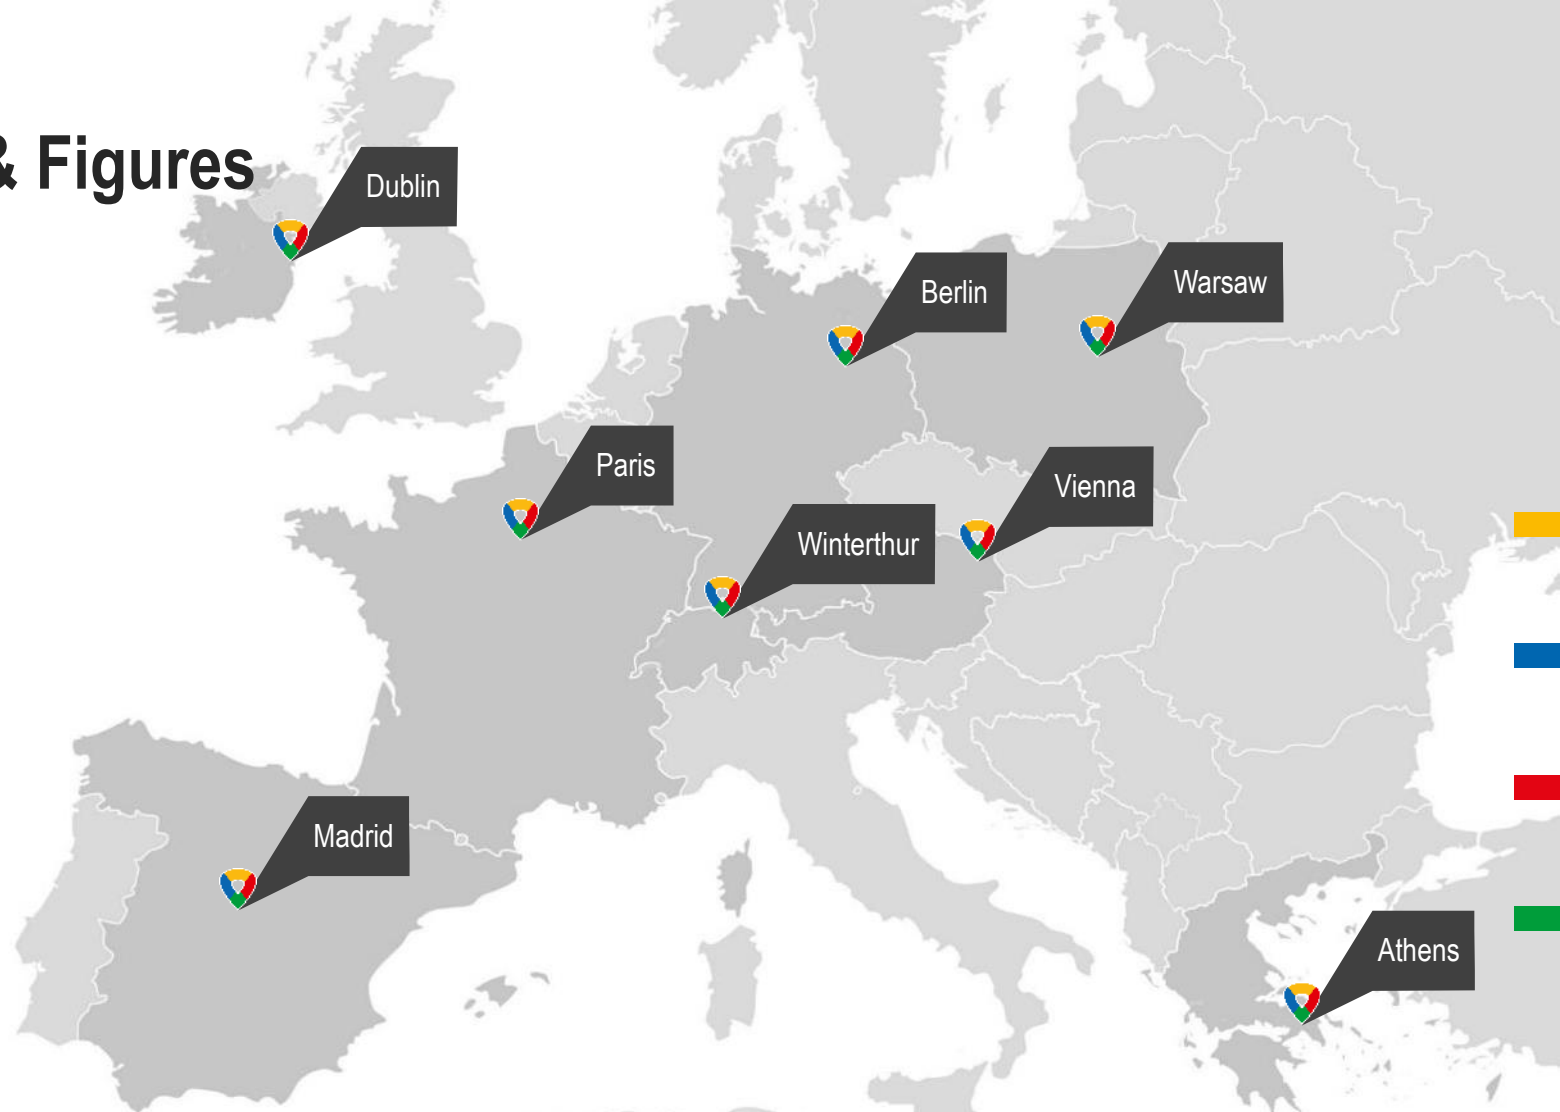 & Figures
Dublin
Berlin
Warsaw
Paris
Vienna
Winterthur
Madrid
Athens